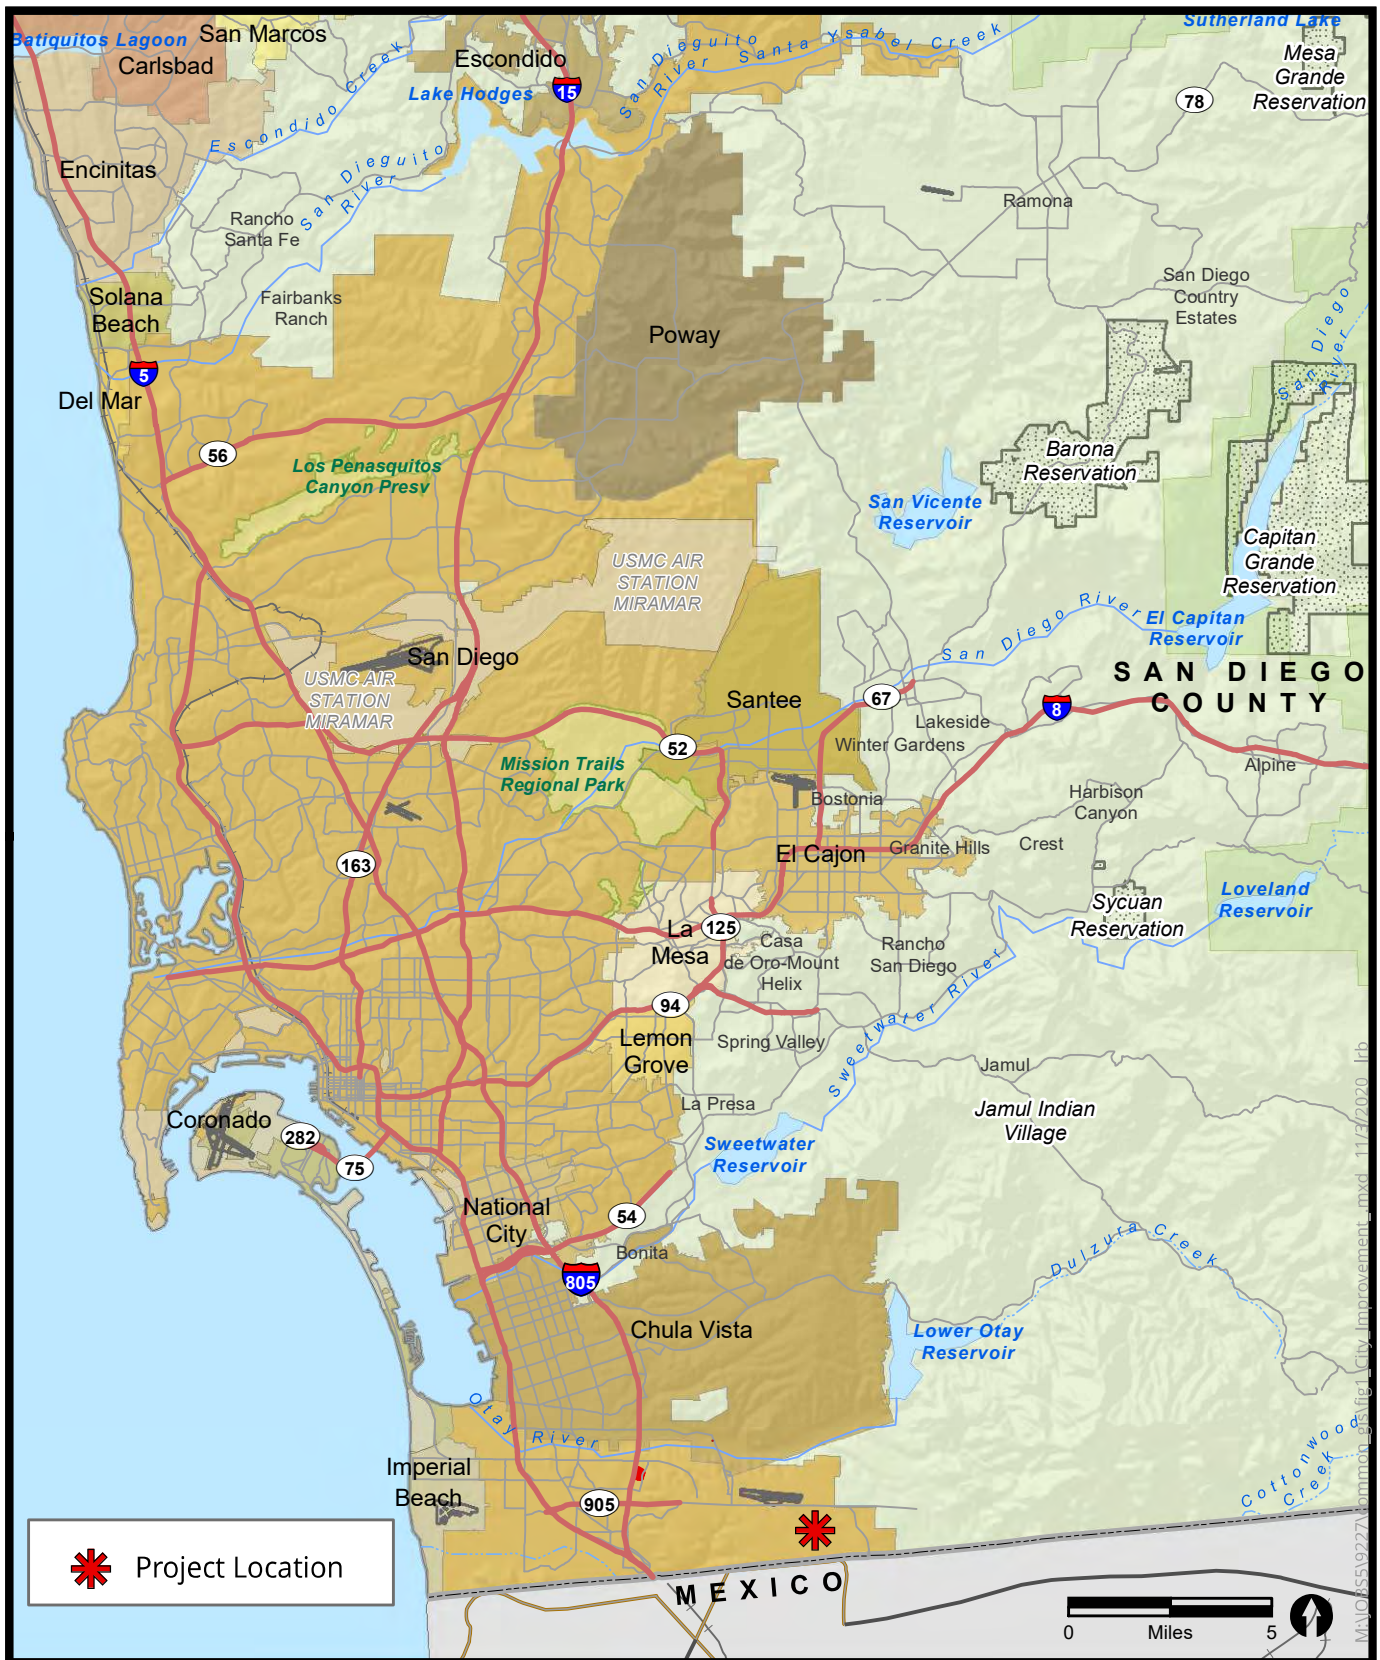 Batiquitos Lagoon
San Marcos
Carlsbad
Escondido
Lake Hodges
15
San Dieguito
River
Santa Ysabel Creek
Sutherland Lake
Mesa
Grande
Reservation
78
Escondido Creek
Encinitas
San Dieguito
River
Rancho
Santa Fe
Ramona
Solana
Beach
Fairbanks
Ranch
San Diego
Country
Estates
San Diego
River
Poway
5
Del Mar
56
Los Penasquitos
Canyon Presv
Barona
Reservation
San Vicente
Reservoir
Capitan
Grande
Reservation
USMC AIR
STATION
MIRAMAR
San Diego River
El Capitan
Reservoir
San Diego
USMC AIR
STATION
MIRAMAR
SAN DIEGO
COUNTY
Santee
67
8
Lakeside
Winter Gardens
52
Mission Trails
Regional Park
Alpine
Bostonia
Harbison
Canyon
163
El Cajon
Granite Hills
Crest
Loveland
Reservoir
Sycuan
Reservation
La
Mesa
125
Casa
de Oro-Mount
Helix
Rancho
San Diego
Sweetwater River
94
Lemon
Grove
Spring Valley
Jamul
La Presa
Jamul Indian
Village
Coronado
282
75
Sweetwater
Reservoir
National
City
54
Bonita
Dulzura Creek
805
Chula Vista
Lower Otay
Reservoir
Otay River
Imperial
Beach
905
Cottonwood
Creek
Project Location
MEXICO
0 Miles 5